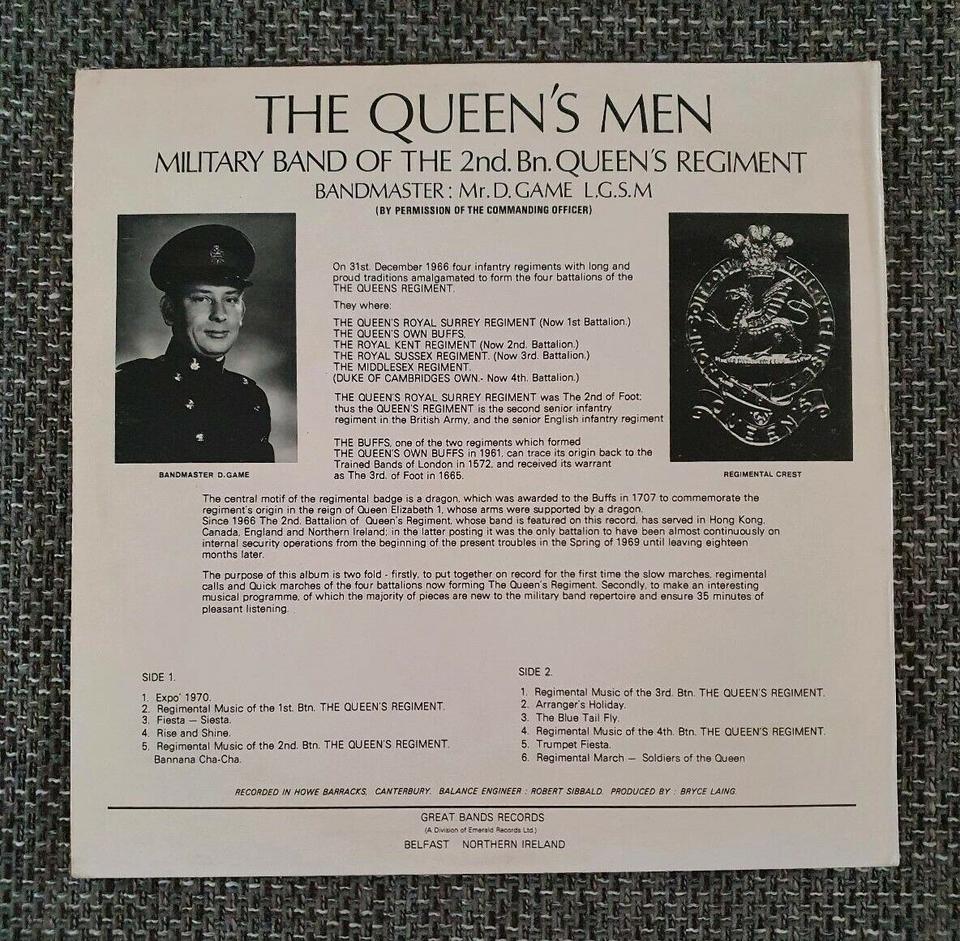 THE QUEEN'S MEN
MILITARY BAND OF THE 2nd. Bn. QUEEN'S REGIMENT
BANDMASTER: Mr. D. GAME L.G.S.M
(BY PERMISSION OF THE COMMANDING OFFICER)
On 31st. December 1966 four infantry regiments with long and
proud traditions amalgamated to form the four battalions of the
THE QUEENS REGIMENT.
They where:
THE QUEEN'S ROYAL SURREY REGIMENT (Now 1st Battalion.)
THE QUEEN'S OWN BUFFS,
THE ROYAL KENT REGIMENT (Now 2nd. Battalion.)
THE ROYAL SUSSEX REGIMENT. (Now 3rd. Battalion.)
THE MIDDLESEX REGIMENT.
(DUKE OF CAMBRIDGES OWN.- Now 4th. Battalion.)
THE QUEEN'S ROYAL SURREY REGIMENT was The 2nd of Foot;
thus the QUEEN'S REGIMENT is the second senior infantry
regiment in the British Army, and the senior English infantry regiment
THE BUFFS, one of the two regiments which formed
THE QUEEN'S OWN BUFFS in 1961, can trace its origin back to the
Trained Bands of London in 1572, and received its warrant
as The 3rd. of Foot in 1665.
BANDMASTER D.GAME
REGIMENTAL CREST
The central motif of the regimental badge is a dragon, which was awarded to the Buffs in 1707 to commemorate the
regiment's origin in the reign of Queen Elizabeth 1, whose arms were supported by a dragon.
Since 1966 The 2nd. Battalion of Queen's Regiment, whose band is featured on this record, has served in Hong Kong,
Canada, England and Northern Ireland; in the latter posting it was the only battalion to have been almost continuously on
internal security operations from the beginning of the present troubles in the Spring of 1969 until leaving eighteen
months later.
The purpose of this album is two fold - firstly, to put together on record for the first time the slow marches, regimental
calls and Quick marches of the four battalions now forming The Queen's Regiment. Secondly, to make an interesting
musical programme, of which the majority of pieces are new to the military band repertoire and ensure 35 minutes of
pleasant listening.
SIDE 1.
1. Expo' 1970.
2. Regimental Music of the 1st. Btn. THE QUEEN'S REGIMENT.
3. Fiesta — Siesta.
4. Rise and Shine.
5. Regimental Music of the 2nd. Btn. THE QUEEN'S REGIMENT.
Bannana Cha-Cha.
SIDE 2.
1. Regimental Music of the 3rd. Btn. THE QUEEN'S REGIMENT.
2. Arranger's Holiday.
3. The Blue Tail Fly.
4. Regimental Music of the 4th. Btn. THE QUEEN'S REGIMENT.
5. Trumpet Fiesta.
6. Regimental March — Soldiers of the Queen
RECORDED IN HOWE BARRACKS, CANTERBURY. BALANCE ENGINEER : ROBERT SIBBALD. PRODUCED BY : BRYCE LAING.
GREAT BANDS RECORDS
(A Division of Emerald Records Ltd.)
BELFAST NORTHERN IRELAND